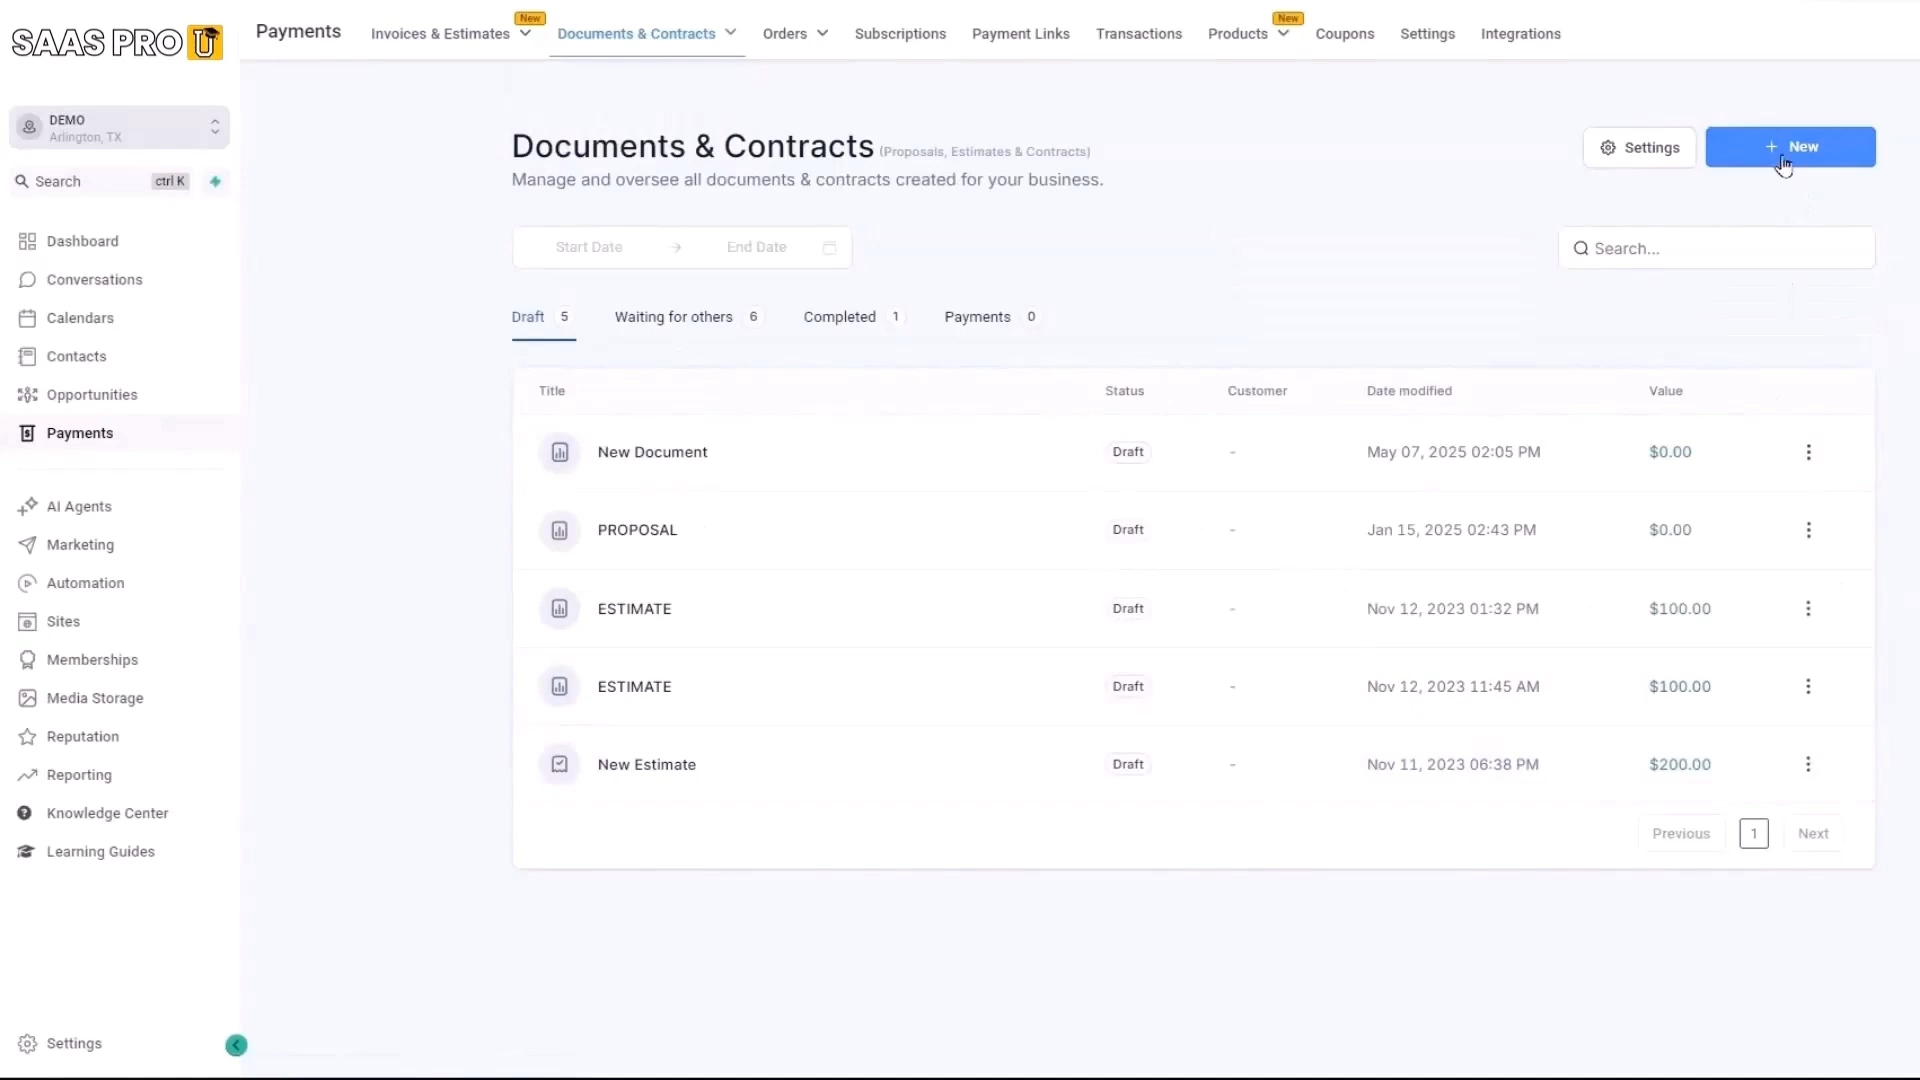 SAAS PRO U
DEMO
Arlington, TX
Search ctrl K
Dashboard
Conversations
Calendars
Contacts
Opportunities
Payments
AI Agents
Marketing
Automation
Sites
Memberships
Media Storage
Reputation
Reporting
Knowledge Center
Learning Guides
Settings
Payments
Invoices & Estimates New Documents & Contracts Orders Subscriptions Payment Links Transactions Products New Coupons Settings Integrations
Documents & Contracts (Proposals, Estimates & Contracts)
Manage and oversee all documents & contracts created for your business.
Settings
+ New
Start Date → End Date
Search...
Draft 5 Waiting for others 6 Completed 1 Payments 0
Title Status Customer Date modified Value
New Document Draft - May 07, 2025 02:05 PM $0.00
PROPOSAL Draft - Jan 15, 2025 02:43 PM $0.00
ESTIMATE Draft - Nov 12, 2023 01:32 PM $100.00
ESTIMATE Draft - Nov 12, 2023 11:45 AM $100.00
New Estimate Draft - Nov 11, 2023 06:38 PM $200.00
Previous 1 Next